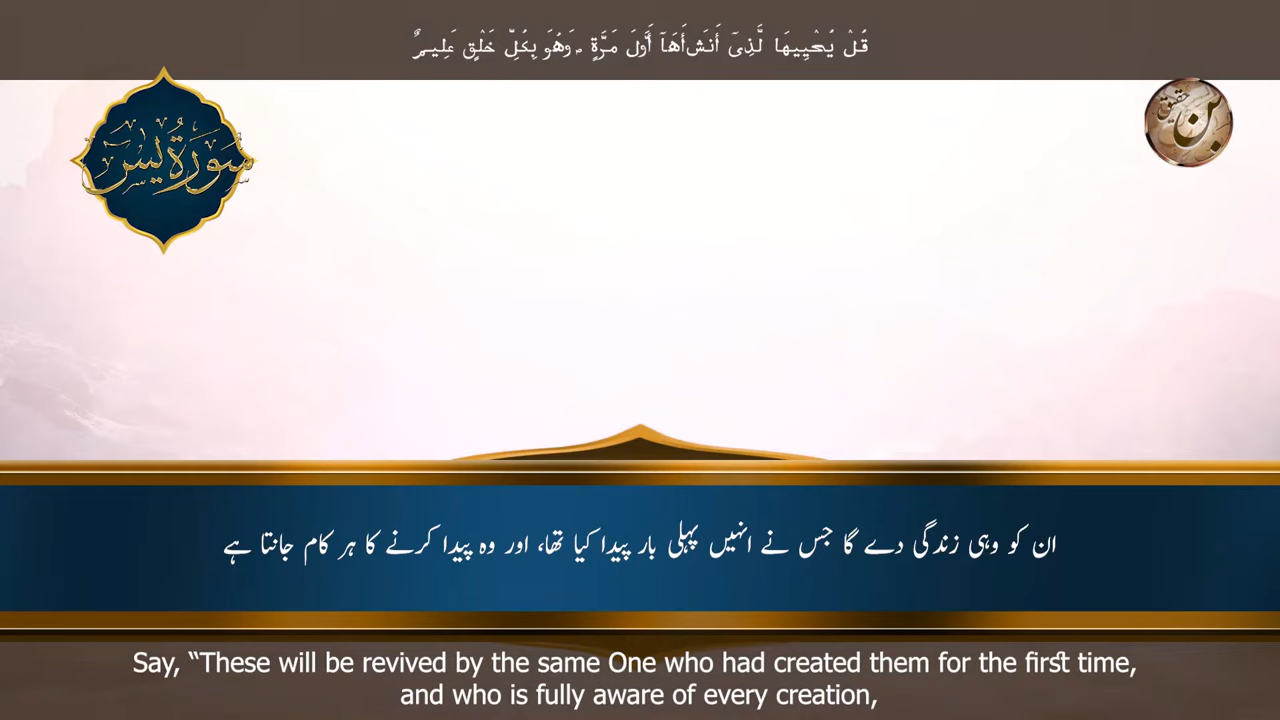 قُلْ يُحْيِيهَا لَّذِىٓ أَنشَأَهَآ أَوَّلَ مَرَّةٍ ۖ وَهُوَ بِكُلِّ خَلْقٍ عَلِيمٌ
سُورَةُ يٰسٓ
ان کو وہی زندگی دے گا جس نے انہیں پہلی بار پیدا کیا تھا، اور وہ پیدا کرنے کا ہر کام جانتا ہے
Say, “These will be revived by the same One who had created them for the first time,
and who is fully aware of every creation,